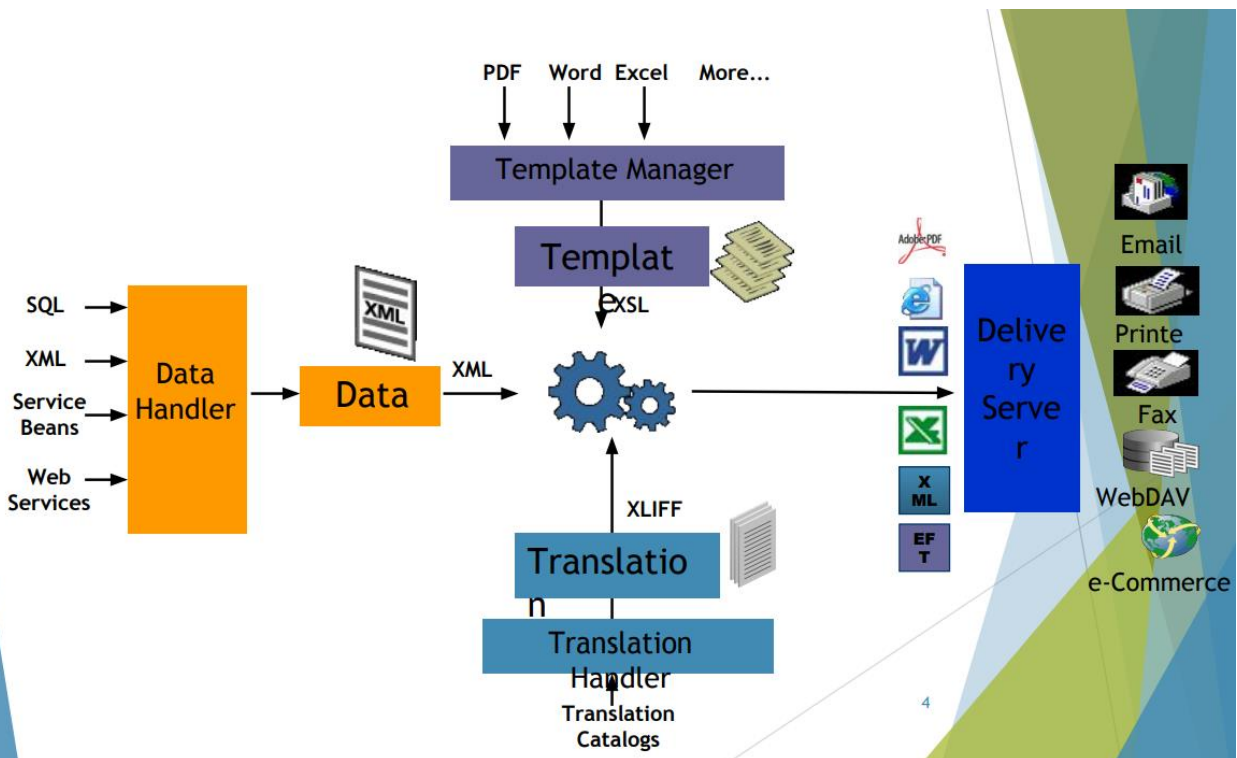 PDF Word Excel More...
Template Manager
Templat
e
XSL
SQL
XML
Service
Beans
Web
Services
Data
Handler
XML
Data
XML
XLIFF
Translatio
n
Translation
Handler
Translation
Catalogs
Adobe PDF
W
X
ML
EF
T
Delive
ry
Serve
r
Email
Printe
Fax
WebDAV
e-Commerce
4